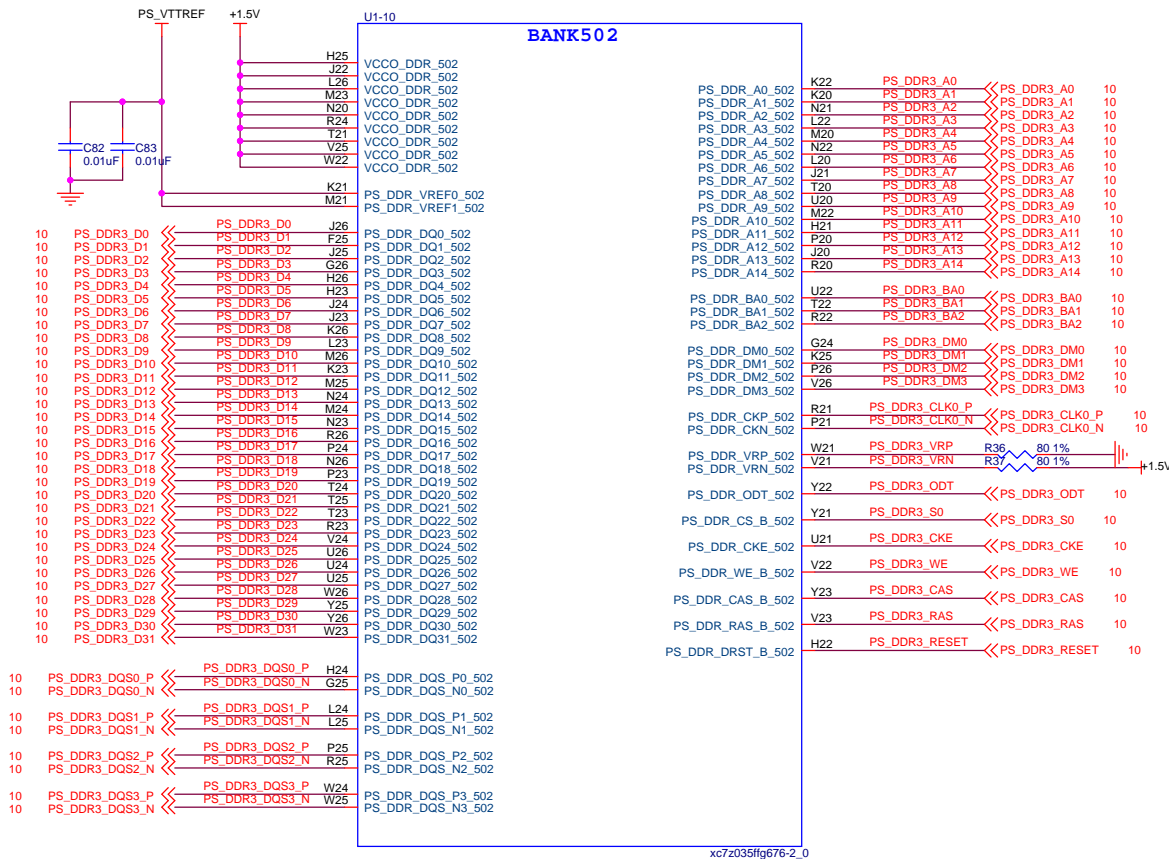 PS_VTTREF +1.5V
U1-10
BANK502
H25 VCCO_DDR_502
J22 VCCO_DDR_502
L26 VCCO_DDR_502
M23 VCCO_DDR_502
N20 VCCO_DDR_502
R24 VCCO_DDR_502
T21 VCCO_DDR_502
V25 VCCO_DDR_502
W22 VCCO_DDR_502
C82 0.01uF
C83 0.01uF
K21 PS_DDR_VREF0_502
M21 PS_DDR_VREF1_502
10 PS_DDR3_D0 PS_DDR3_D0 J26 PS_DDR_DQ0_502
10 PS_DDR3_D1 PS_DDR3_D1 F25 PS_DDR_DQ1_502
10 PS_DDR3_D2 PS_DDR3_D2 J25 PS_DDR_DQ2_502
10 PS_DDR3_D3 PS_DDR3_D3 G26 PS_DDR_DQ3_502
10 PS_DDR3_D4 PS_DDR3_D4 H26 PS_DDR_DQ4_502
10 PS_DDR3_D5 PS_DDR3_D5 H23 PS_DDR_DQ5_502
10 PS_DDR3_D6 PS_DDR3_D6 J24 PS_DDR_DQ6_502
10 PS_DDR3_D7 PS_DDR3_D7 J23 PS_DDR_DQ7_502
10 PS_DDR3_D8 PS_DDR3_D8 K26 PS_DDR_DQ8_502
10 PS_DDR3_D9 PS_DDR3_D9 L23 PS_DDR_DQ9_502
10 PS_DDR3_D10 PS_DDR3_D10 M26 PS_DDR_DQ10_502
10 PS_DDR3_D11 PS_DDR3_D11 K23 PS_DDR_DQ11_502
10 PS_DDR3_D12 PS_DDR3_D12 M25 PS_DDR_DQ12_502
10 PS_DDR3_D13 PS_DDR3_D13 N24 PS_DDR_DQ13_502
10 PS_DDR3_D14 PS_DDR3_D14 M24 PS_DDR_DQ14_502
10 PS_DDR3_D15 PS_DDR3_D15 N23 PS_DDR_DQ15_502
10 PS_DDR3_D16 PS_DDR3_D16 R26 PS_DDR_DQ16_502
10 PS_DDR3_D17 PS_DDR3_D17 P24 PS_DDR_DQ17_502
10 PS_DDR3_D18 PS_DDR3_D18 N26 PS_DDR_DQ18_502
10 PS_DDR3_D19 PS_DDR3_D19 P23 PS_DDR_DQ19_502
10 PS_DDR3_D20 PS_DDR3_D20 T24 PS_DDR_DQ20_502
10 PS_DDR3_D21 PS_DDR3_D21 T25 PS_DDR_DQ21_502
10 PS_DDR3_D22 PS_DDR3_D22 T23 PS_DDR_DQ22_502
10 PS_DDR3_D23 PS_DDR3_D23 R23 PS_DDR_DQ23_502
10 PS_DDR3_D24 PS_DDR3_D24 V24 PS_DDR_DQ24_502
10 PS_DDR3_D25 PS_DDR3_D25 U26 PS_DDR_DQ25_502
10 PS_DDR3_D26 PS_DDR3_D26 U24 PS_DDR_DQ26_502
10 PS_DDR3_D27 PS_DDR3_D27 U25 PS_DDR_DQ27_502
10 PS_DDR3_D28 PS_DDR3_D28 W26 PS_DDR_DQ28_502
10 PS_DDR3_D29 PS_DDR3_D29 Y25 PS_DDR_DQ29_502
10 PS_DDR3_D30 PS_DDR3_D30 Y26 PS_DDR_DQ30_502
10 PS_DDR3_D31 PS_DDR3_D31 W23 PS_DDR_DQ31_502
10 PS_DDR3_DQS0_P PS_DDR3_DQS0_P H24 PS_DDR_DQS_P0_502
10 PS_DDR3_DQS0_N PS_DDR3_DQS0_N G25 PS_DDR_DQS_N0_502
10 PS_DDR3_DQS1_P PS_DDR3_DQS1_P L24 PS_DDR_DQS_P1_502
10 PS_DDR3_DQS1_N PS_DDR3_DQS1_N L25 PS_DDR_DQS_N1_502
10 PS_DDR3_DQS2_P PS_DDR3_DQS2_P P25 PS_DDR_DQS_P2_502
10 PS_DDR3_DQS2_N PS_DDR3_DQS2_N R25 PS_DDR_DQS_N2_502
10 PS_DDR3_DQS3_P PS_DDR3_DQS3_P W24 PS_DDR_DQS_P3_502
10 PS_DDR3_DQS3_N PS_DDR3_DQS3_N W25 PS_DDR_DQS_N3_502
PS_DDR_A0_502 K22 PS_DDR3_A0 PS_DDR3_A0 10
PS_DDR_A1_502 K20 PS_DDR3_A1 PS_DDR3_A1 10
PS_DDR_A2_502 N21 PS_DDR3_A2 PS_DDR3_A2 10
PS_DDR_A3_502 L22 PS_DDR3_A3 PS_DDR3_A3 10
PS_DDR_A4_502 M20 PS_DDR3_A4 PS_DDR3_A4 10
PS_DDR_A5_502 N22 PS_DDR3_A5 PS_DDR3_A5 10
PS_DDR_A6_502 L20 PS_DDR3_A6 PS_DDR3_A6 10
PS_DDR_A7_502 J21 PS_DDR3_A7 PS_DDR3_A7 10
PS_DDR_A8_502 T20 PS_DDR3_A8 PS_DDR3_A8 10
PS_DDR_A9_502 U20 PS_DDR3_A9 PS_DDR3_A9 10
PS_DDR_A10_502 M22 PS_DDR3_A10 PS_DDR3_A10 10
PS_DDR_A11_502 H21 PS_DDR3_A11 PS_DDR3_A11 10
PS_DDR_A12_502 P20 PS_DDR3_A12 PS_DDR3_A12 10
PS_DDR_A13_502 J20 PS_DDR3_A13 PS_DDR3_A13 10
PS_DDR_A14_502 R20 PS_DDR3_A14 PS_DDR3_A14 10
PS_DDR_BA0_502 U22 PS_DDR3_BA0 PS_DDR3_BA0 10
PS_DDR_BA1_502 T22 PS_DDR3_BA1 PS_DDR3_BA1 10
PS_DDR_BA2_502 R22 PS_DDR3_BA2 PS_DDR3_BA2 10
PS_DDR_DM0_502 G24 PS_DDR3_DM0 PS_DDR3_DM0 10
PS_DDR_DM1_502 K25 PS_DDR3_DM1 PS_DDR3_DM1 10
PS_DDR_DM2_502 P26 PS_DDR3_DM2 PS_DDR3_DM2 10
PS_DDR_DM3_502 V26 PS_DDR3_DM3 PS_DDR3_DM3 10
PS_DDR_CKP_502 R21 PS_DDR3_CLK0_P PS_DDR3_CLK0_P 10
PS_DDR_CKN_502 P21 PS_DDR3_CLK0_N PS_DDR3_CLK0_N 10
PS_DDR_VRP_502 W21 PS_DDR3_VRP R36 80 1%
PS_DDR_VRN_502 V21 PS_DDR3_VRN R37 80 1% +1.5V
PS_DDR_ODT_502 Y22 PS_DDR3_ODT PS_DDR3_ODT 10
PS_DDR_CS_B_502 Y21 PS_DDR3_S0 PS_DDR3_S0 10
PS_DDR_CKE_502 U21 PS_DDR3_CKE PS_DDR3_CKE 10
PS_DDR_WE_B_502 V22 PS_DDR3_WE PS_DDR3_WE 10
PS_DDR_CAS_B_502 Y23 PS_DDR3_CAS PS_DDR3_CAS 10
PS_DDR_RAS_B_502 V23 PS_DDR3_RAS PS_DDR3_RAS 10
PS_DDR_DRST_B_502 H22 PS_DDR3_RESET PS_DDR3_RESET 10
xc7z035ffg676-2_0